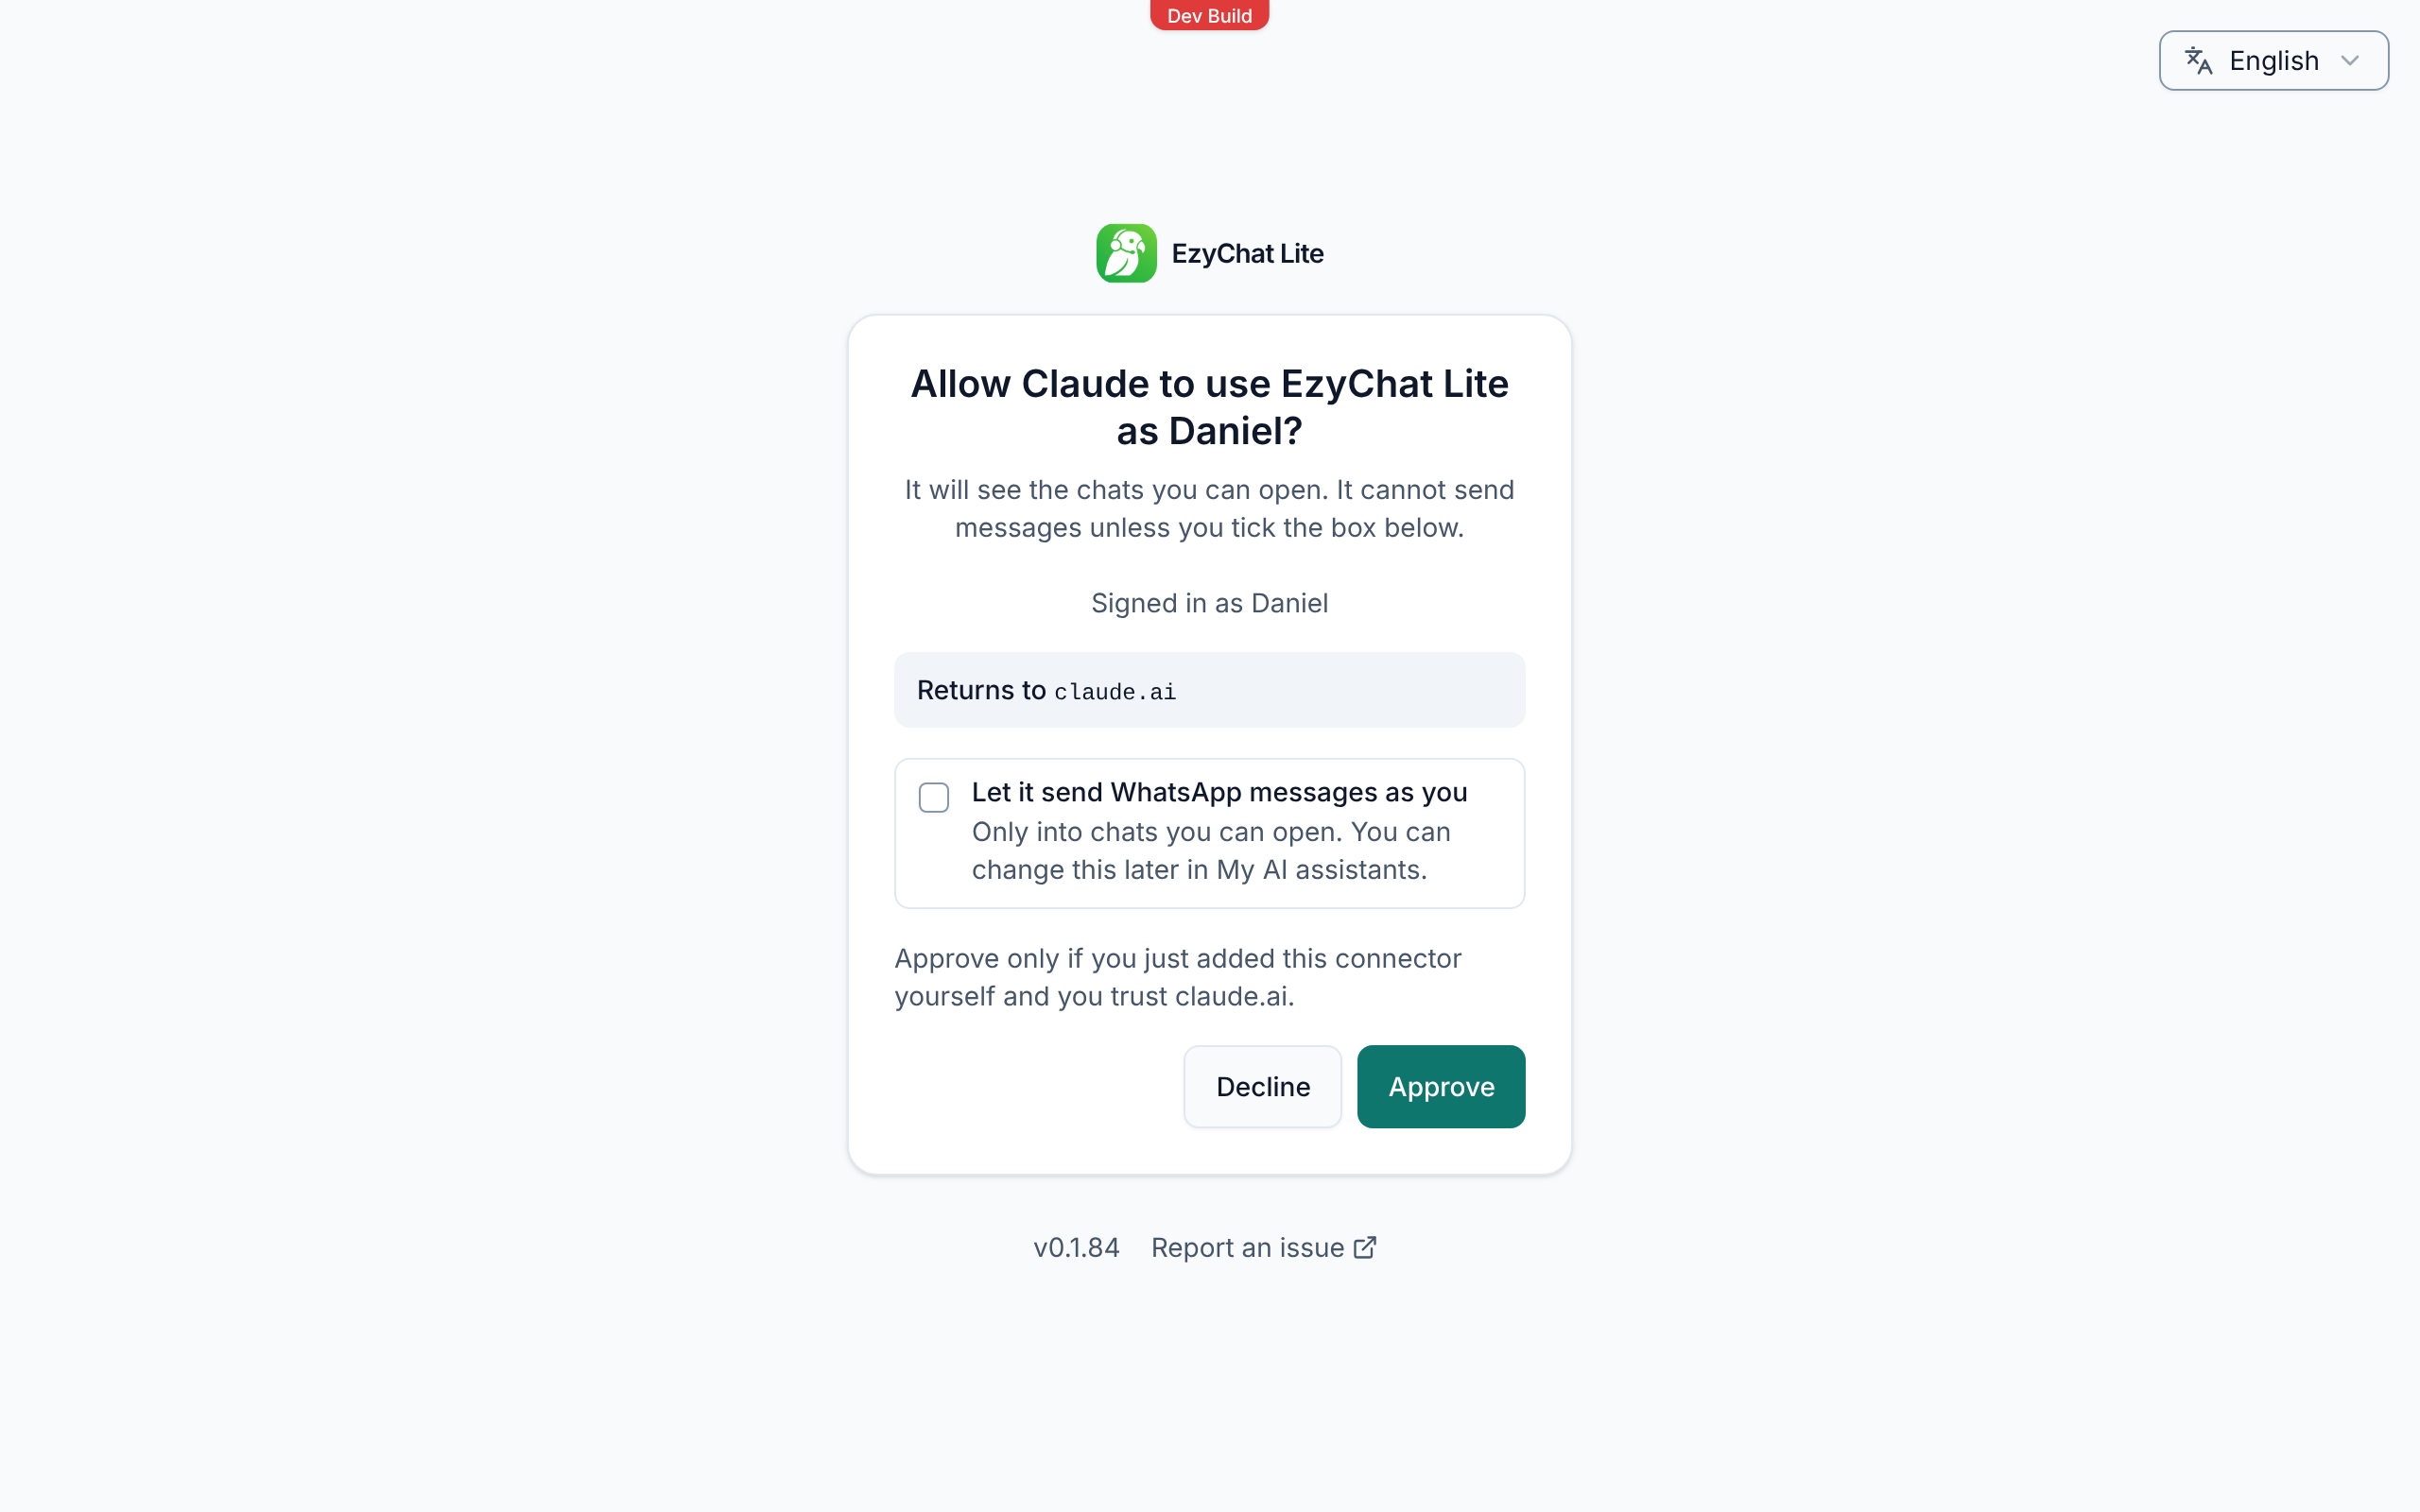 Dev Build
English
EzyChat Lite
Allow Claude to use EzyChat Lite
as Daniel?
It will see the chats you can open. It cannot send
messages unless you tick the box below.
Signed in as Daniel
Returns to claude.ai
Let it send WhatsApp messages as you
Only into chats you can open. You can
change this later in My AI assistants.
Approve only if you just added this connector
yourself and you trust claude.ai.
Decline
Approve
v0.1.84
Report an issue